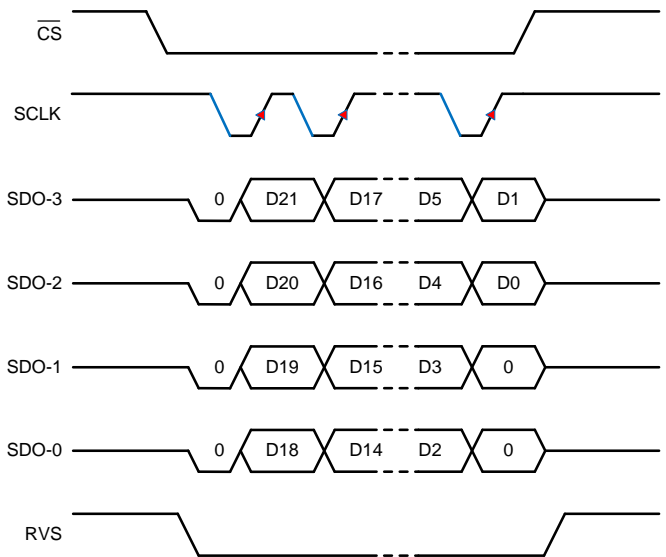 CS
SCLK
SDO-3 0 D21 D17 D5 D1
SDO-2 0 D20 D16 D4 D0
SDO-1 0 D19 D15 D3 0
SDO-0 0 D18 D14 D2 0
RVS